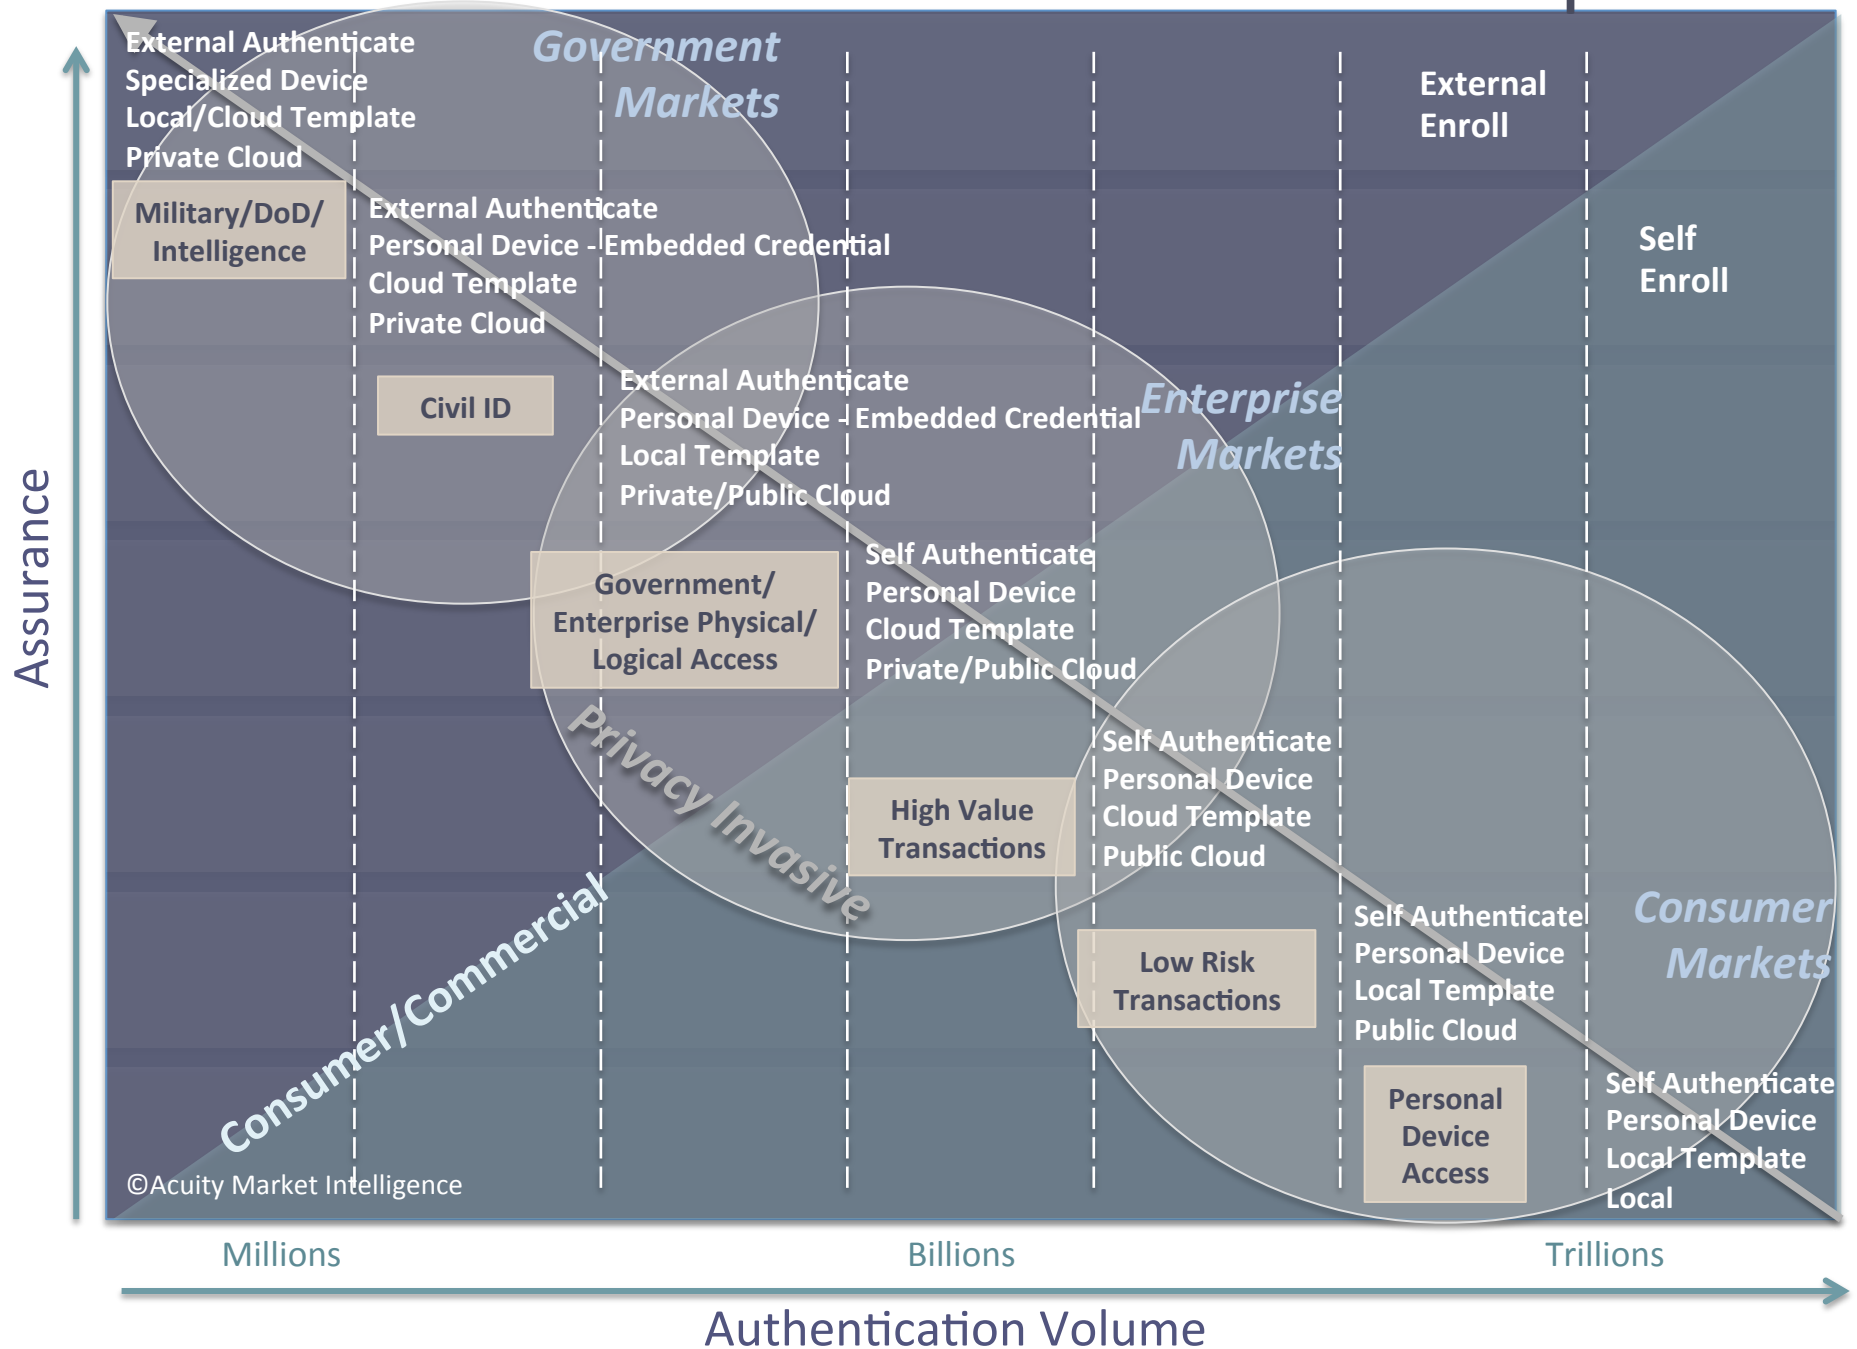 External Authenticate
Specialized Device
Local/Cloud Template
Private Cloud
Military/DoD/
Intelligence
Government
Markets
External
Enroll
External Authenticate
Personal Device - Embedded Credential
Cloud Template
Private Cloud
Civil ID
Self
Enroll
External Authenticate
Personal Device - Embedded Credential
Local Template
Private/Public Cloud
Enterprise
Markets
Government/
Enterprise Physical/
Logical Access
Self Authenticate
Personal Device
Cloud Template
Private/Public Cloud
Privacy Invasive
High Value
Transactions
Self Authenticate
Personal Device
Cloud Template
Public Cloud
Consumer/Commercial
Low Risk
Transactions
Self Authenticate
Personal Device
Local Template
Public Cloud
Consumer
Markets
Personal
Device
Access
Self Authenticate
Personal Device
Local Template
Local
©Acuity Market Intelligence
Assurance
Millions
Billions
Trillions
Authentication Volume